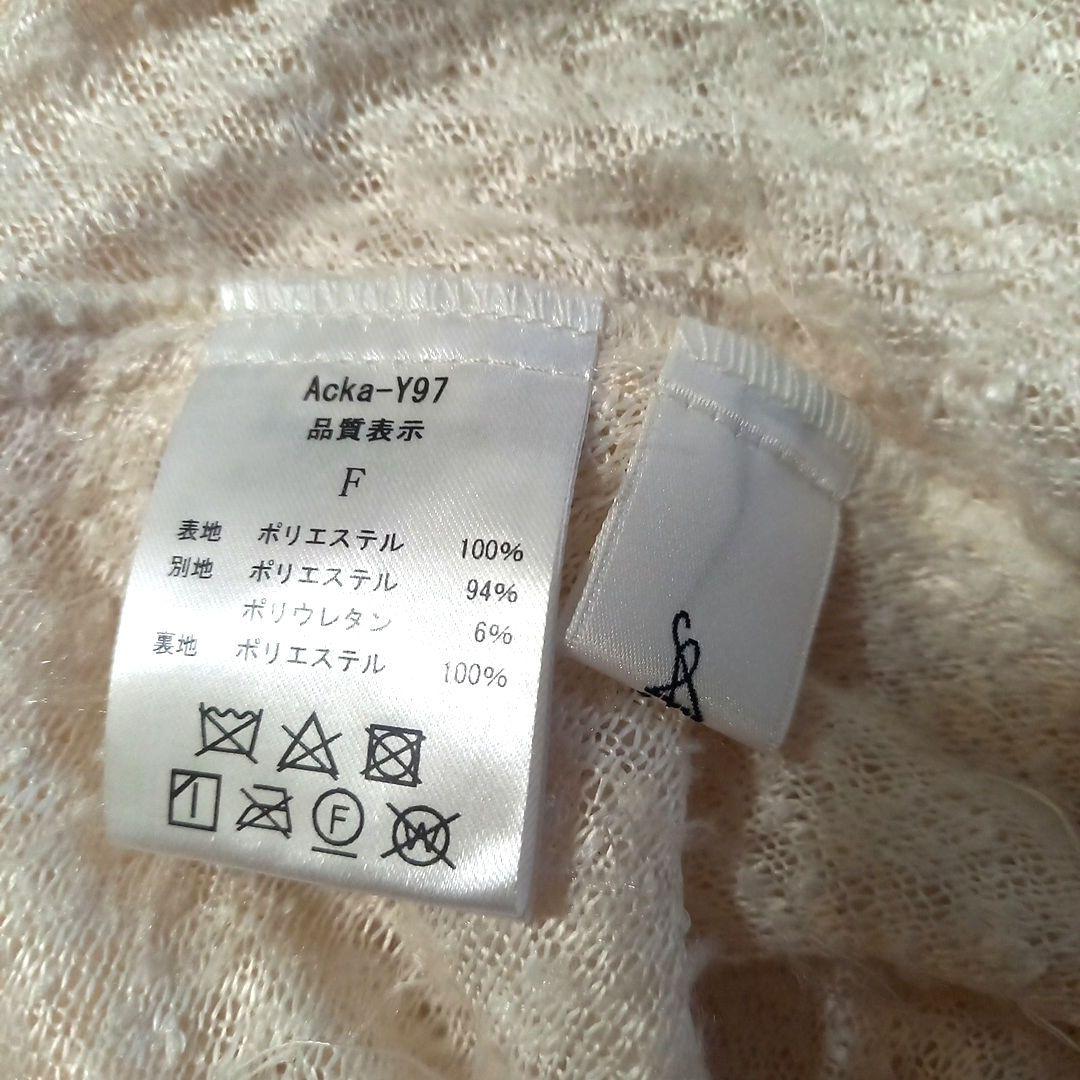 Acka-Y97
品質表示
F
表地 ポリエステル 100%
別地 ポリエステル 94%
ポリウレタン 6%
裏地 ポリエステル 100%
F
W